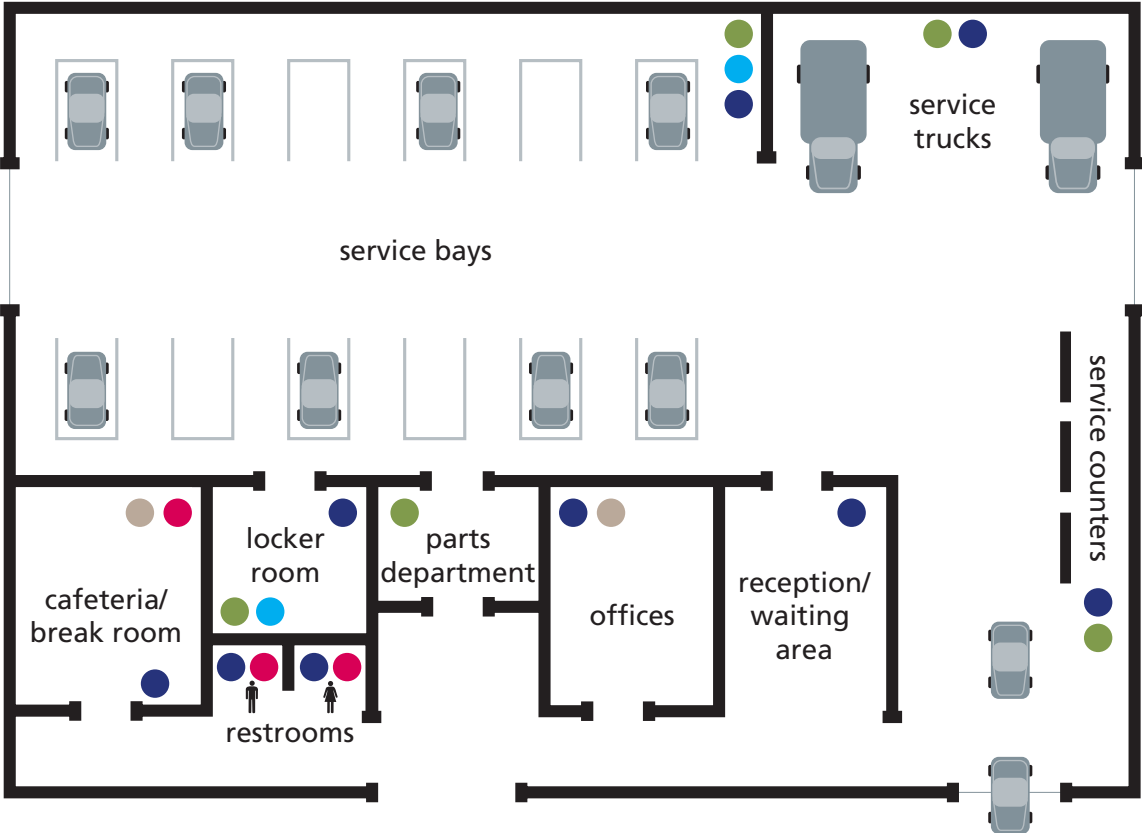 service
trucks
service bays
service counters
locker
room
parts
department
cafeteria/
break room
offices
reception/
waiting
area
restrooms